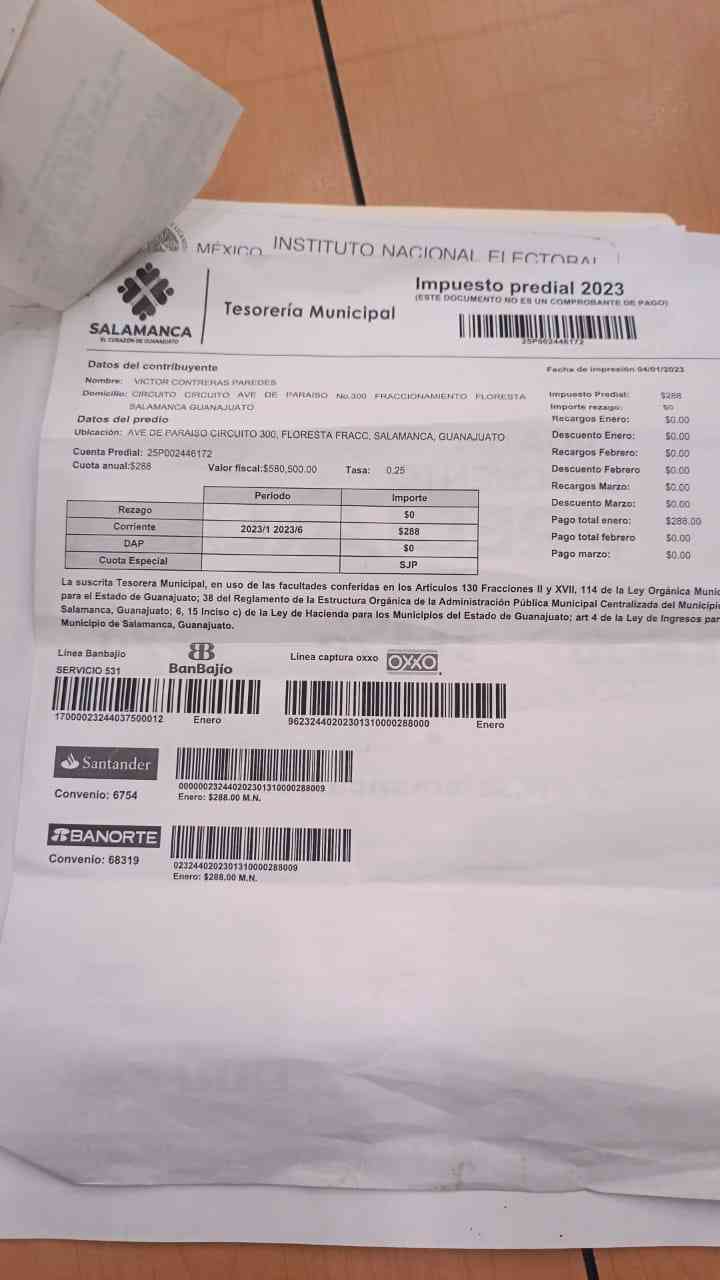 MÉXICO INSTITUTO NACIONAL ELECTORAL
SALAMANCA
EL CORAZÓN DE GUANAJUATO
Tesorería Municipal
Impuesto predial 2023
(ESTE DOCUMENTO NO ES UN COMPROBANTE DE PAGO)
25P002446172
Datos del contribuyente
Nombre: VICTOR CONTRERAS PAREDES
Domicilio: CIRCUITO CIRCUITO AVE DE PARAISO No.300 FRACCIONAMIENTO FLORESTA
SALAMANCA GUANAJUATO
Datos del predio
Ubicación: AVE DE PARAISO CIRCUITO 300, FLORESTA FRACC, SALAMANCA, GUANAJUATO
Cuenta Predial: 25P002446172
Cuota anual:$288 Valor fiscal:$580,500.00 Tasa: 0.25
Fecha de impresión 04/01/2023
Impuesto Predial: $288
Importe rezago: $0
Recargos Enero: $0.00
Descuento Enero: $0.00
Recargos Febrero: $0.00
Descuento Febrero $0.00
Recargos Marzo: $0.00
Descuento Marzo: $0.00
Pago total enero: $288.00
Pago total febrero $0.00
Pago marzo: $0.00
Periodo Importe
Rezago $0
Corriente 2023/1 2023/6 $288
DAP $0
Cuota Especial SJP
La suscrita Tesorera Municipal, en uso de las facultades conferidas en los Articulos 130 Fracciones II y XVII, 114 de la Ley Orgánica Munic
para el Estado de Guanajuato; 38 del Reglamento de la Estructura Orgánica de la Administración Pública Municipal Centralizada del Municipi
Salamanca, Guanajuato; 6, 15 Inciso c) de la Ley de Hacienda para los Municipios del Estado de Guanajuato; art 4 de la Ley de Ingresos par
Municipio de Salamanca, Guanajuato.
Línea Banbajio
SERVICIO 531
BanBajío
17000023244037500012 Enero
Línea captura oxxo OXXO
96232440202301310000288000 Enero
Santander
Convenio: 6754
00000023244020230131000028​8009
Enero: $288.00 M.N.
BANORTE
Convenio: 68319
0232440202301310000288009
Enero: $288.00 M.N.